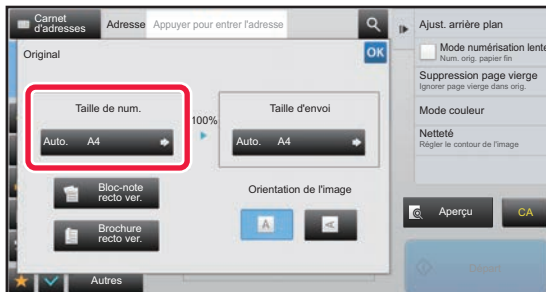 Carnet
d'adresses
Adresse
Appuyer pour entrer l'adresse
Original
OK
Taille de num.
Auto. A4
100%
Taille d'envoi
Auto. A4
Bloc-note
recto ver.
Brochure
recto ver.
Orientation de l'image
A
A
Autres
Ajust. arrière plan
Mode numérisation lente
Num. orig. papier fin
Suppression page vierge
Ignorer page vierge dans orig.
Mode couleur
Netteté
Régler le contour de l'image
Aperçu
CA
Départ